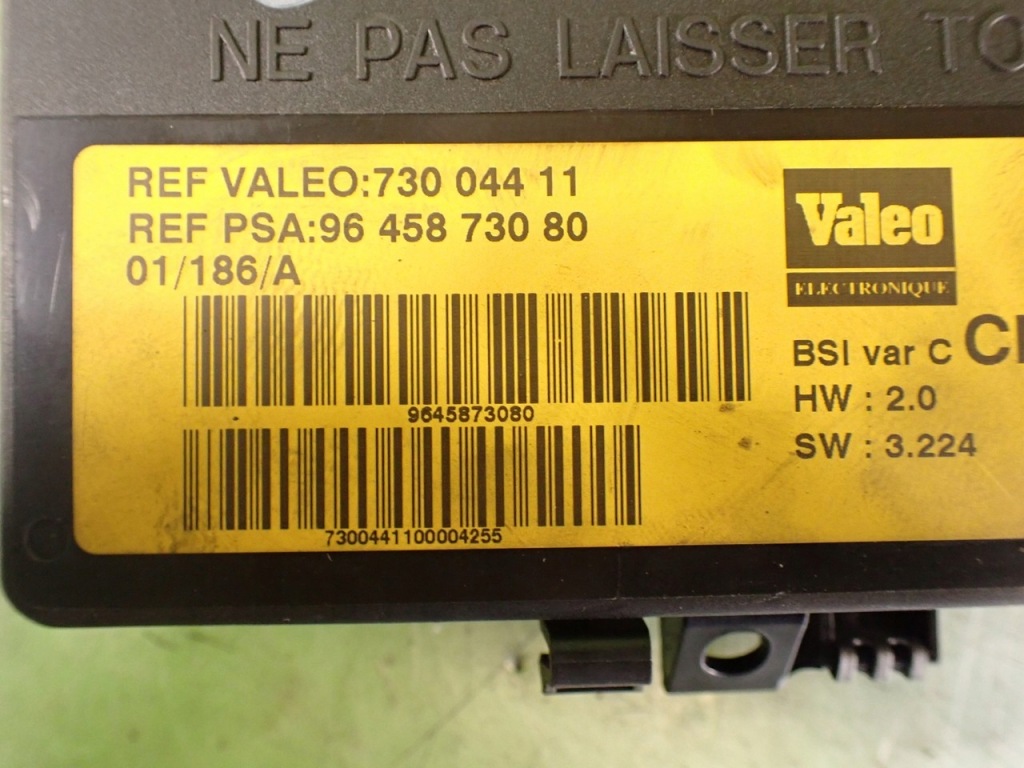 NE PAS LAISSER TO
REF VALEO:730 044 11
REF PSA:96 458 730 80
01/186/A
9645873080
7300441100004255
Valeo
ELECTRONIQUE
BSI var C
HW : 2.0
SW : 3.224